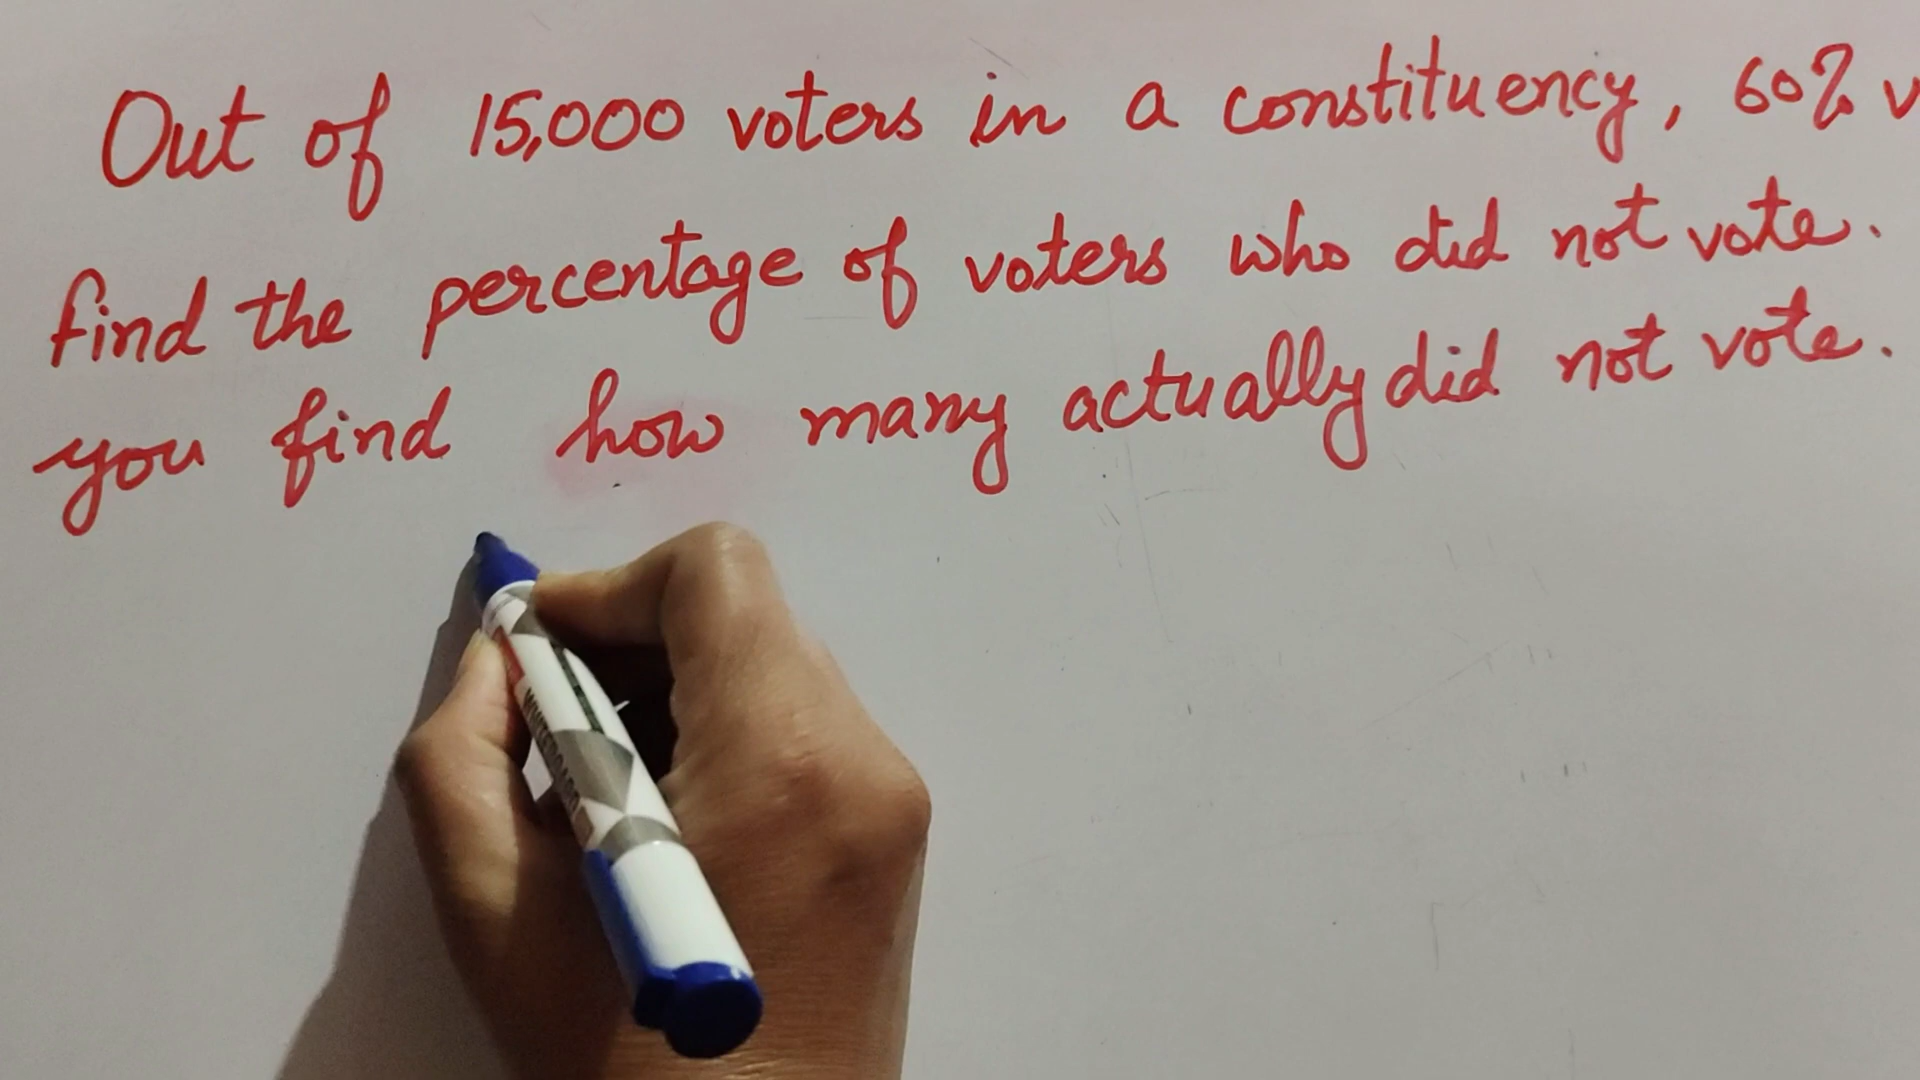 Out of 15,000 voters in a constituency, 60%
find the percentage of voters who did not vote.
you find how many actually did not vote.
WHITEBOARD